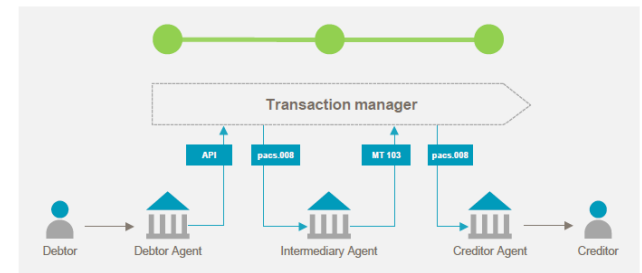 Transaction manager
API
pacs.008
MT 103
pacs.008
Debtor
Debtor Agent
Intermediary Agent
Creditor Agent
Creditor